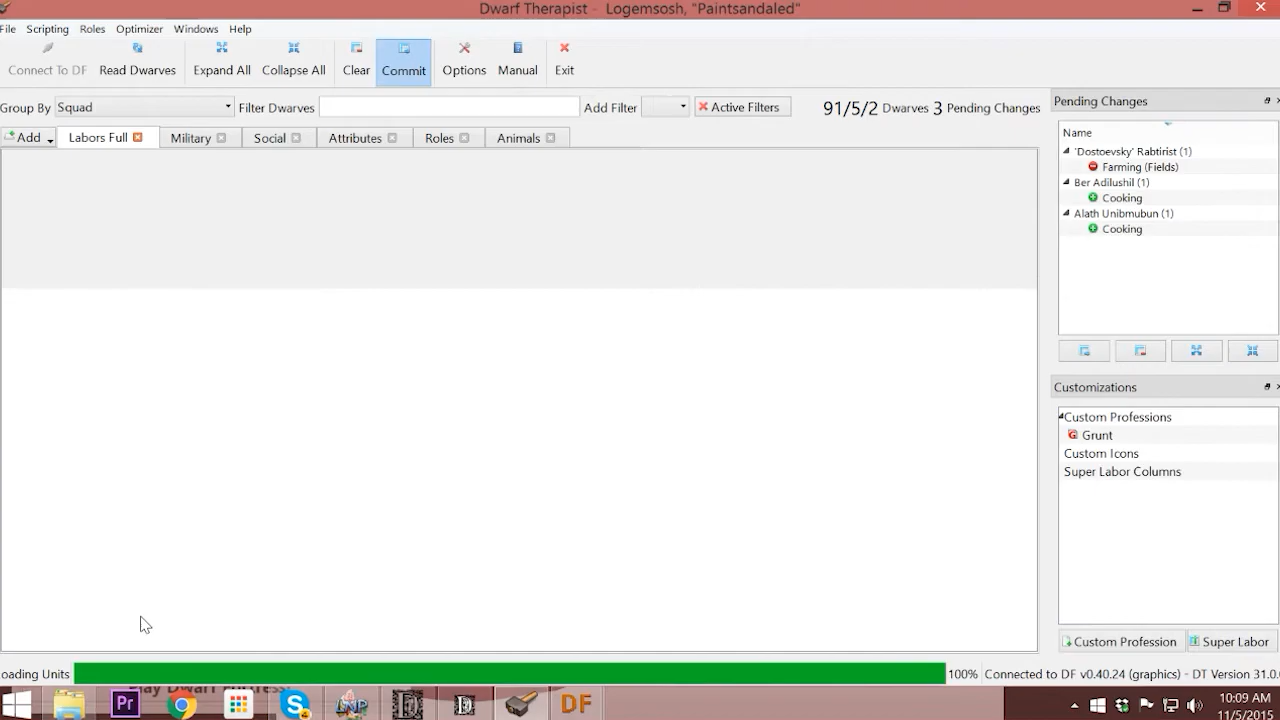 Dwarf Therapist - Logemsosh, "Paintsandaled"
File Scripting Roles Optimizer Windows Help
Connect To DF Read Dwarves Expand All Collapse All Clear Commit Options Manual Exit
Group By Squad Filter Dwarves Add Filter Active Filters 91/5/2 Dwarves 3 Pending Changes
Add Labors Full Military Social Attributes Roles Animals
Pending Changes
Name
'Dostoevsky' Rabtirist (1)
Farming (Fields)
Ber Adilushil (1)
Cooking
Alath Unibmubun (1)
Cooking
Customizations
Custom Professions
Grunt
Custom Icons
Super Labor Columns
Custom Profession Super Labor
oading Units 100% Connected to DF v0.40.24 (graphics) - DT Version 31.0.
Play Dwarf Fortress:
Pr S 4 D DF
10:09 AM
11/5/2015